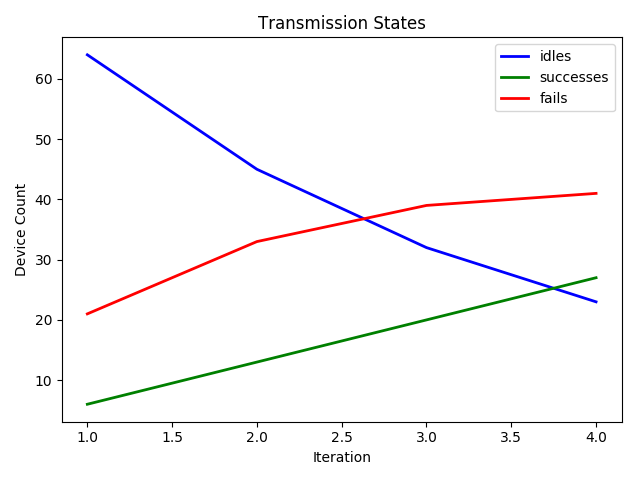 Transmission States
idles
successes
fails
Device Count
60
50
40
30
20
10
1.0 1.5 2.0 2.5 3.0 3.5 4.0
Iteration